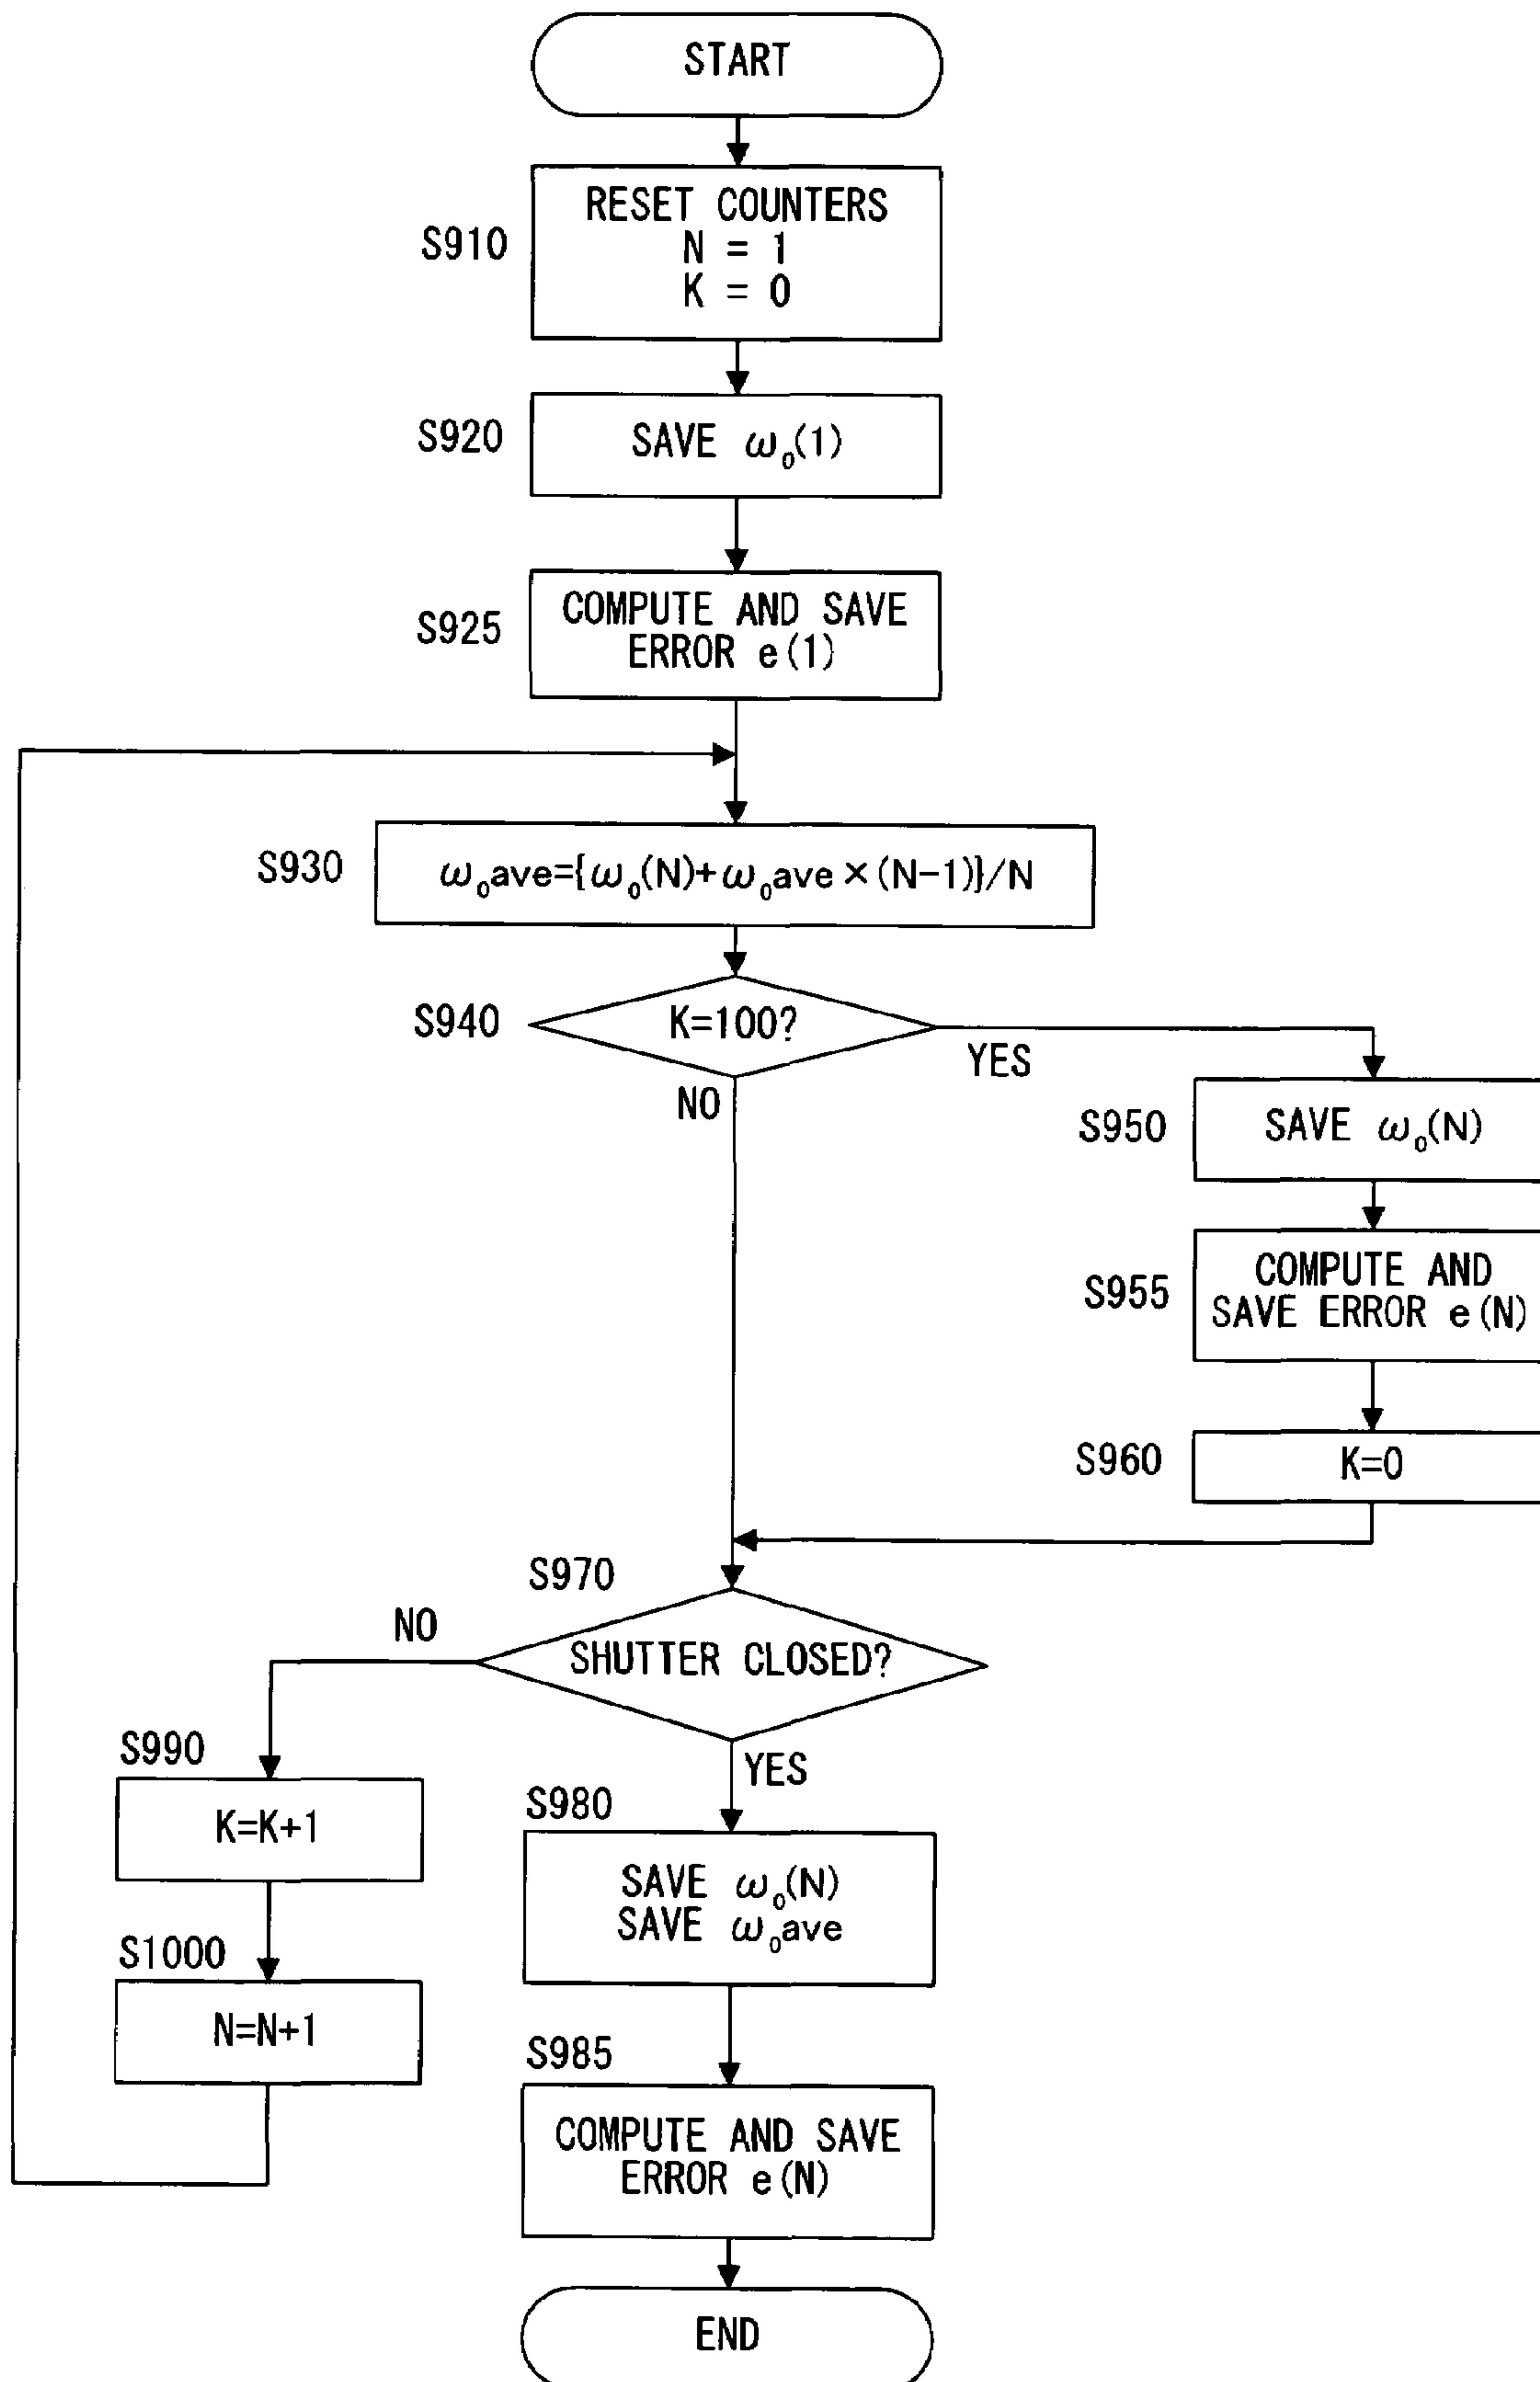 START
S910
RESET COUNTERS
N = 1
K = 0
S920
SAVE ω₀(1)
S925
COMPUTE AND SAVE
ERROR e(1)
S930
ω₀ave={ω₀(N)+ω₀ave×(N-1)}/N
S940
K=100?
YES
NO
S950
SAVE ω₀(N)
S955
COMPUTE AND
SAVE ERROR e(N)
S960
K=0
S970
SHUTTER CLOSED?
NO
YES
S990
K=K+1
S980
SAVE ω₀(N)
SAVE ω₀ave
S1000
N=N+1
S985
COMPUTE AND SAVE
ERROR e(N)
END